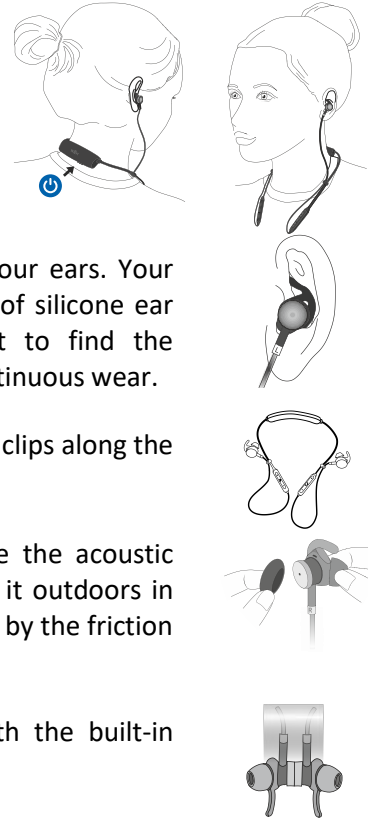 our ears. Your
of silicone ear
t to find the
tinuous wear.
clips along the
e the acoustic
it outdoors in
by the friction
th the built-in